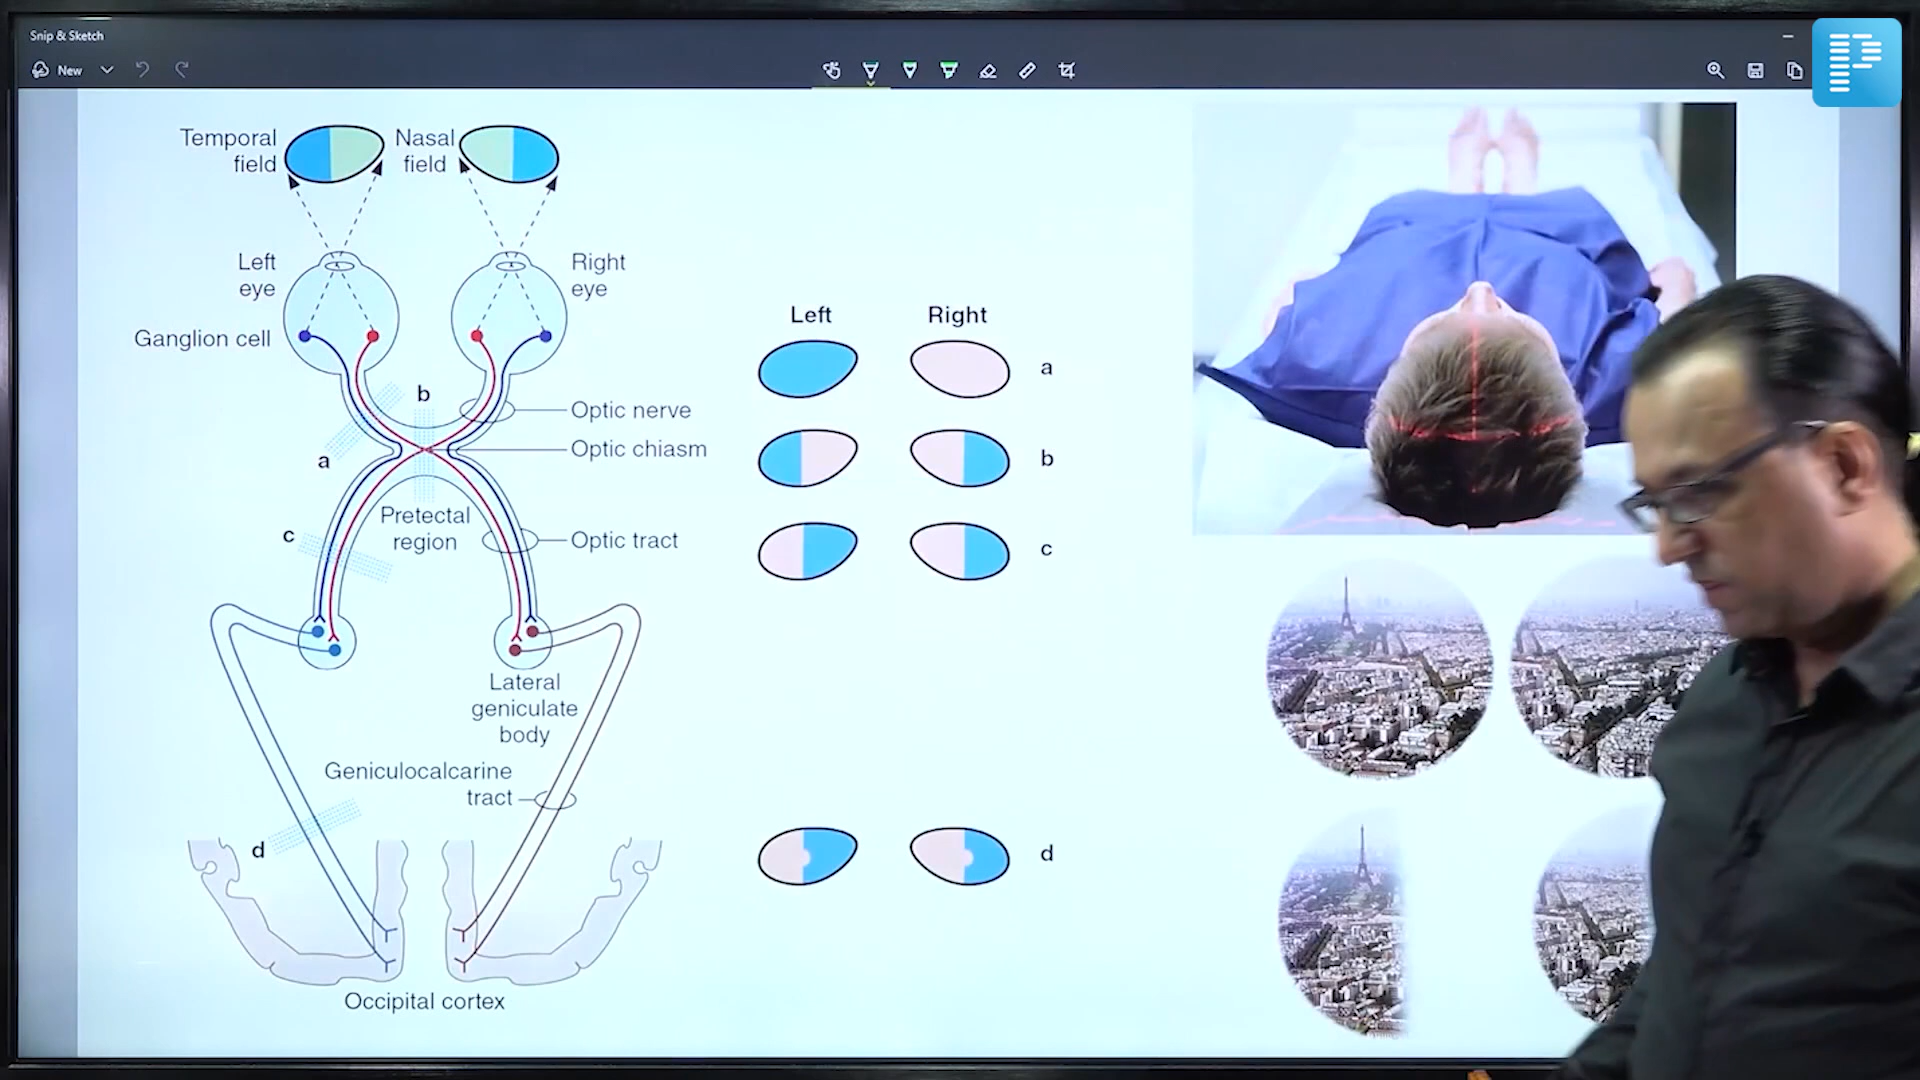 Snip & Sketch
New
Temporal
field
Nasal
field
Left
eye
Right
eye
Ganglion cell
b
Optic nerve
a
Optic chiasm
c
Pretectal
region
Optic tract
Lateral
geniculate
body
Geniculocalcarine
tract
d
Occipital cortex
Left
Right
a
b
c
d